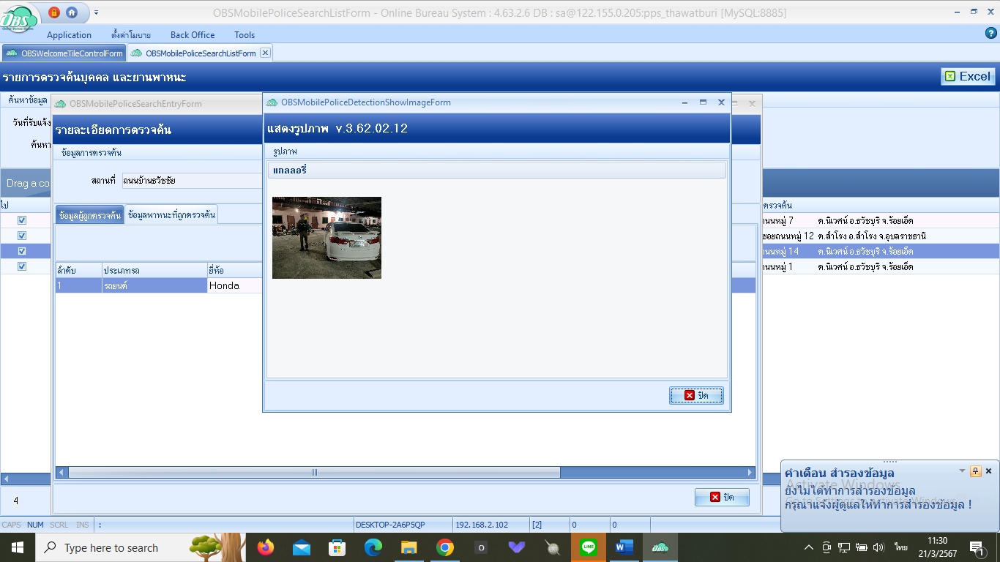 OBSMobilePoliceSearchListForm - Online Bureau System : 4.63.2.6 DB : sa@122.155.0.205:pps_thawatburi [MySQL:8885]
OBS
Application ตั้งค่าโมบาย Back Office Tools
OBSWelcomeTileControlForm OBSMobilePoliceSearchListForm
รายการตรวจค้นบุคคล และยานพาหนะ Excel
ค้นหาข้อมูล
วันที่รับแจ้ง
ค้นหา
Drag a co
ไป
OBSMobilePoliceSearchEntryForm
รายละเอียดการตรวจค้น
ข้อมูลการตรวจค้น
สถานที่ ถนนบ้านธวัชชัย
ข้อมูลผู้ถูกตรวจค้น ข้อมูลพาหนะที่ถูกตรวจค้น
ลำดับ ประเภทรถ ยี่ห้อ
1 รถยนต์ Honda
OBSMobilePoliceDetectionShowImageForm
แสดงรูปภาพ v.3.62.02.12
รูปภาพ
แกลลอรี่
ปิด
ตรวจค้น
ถนนหมู่ 7 ต.นิเวศน์ อ.ธวัชบุรี จ.ร้อยเอ็ด
ซอยถนนหมู่ 12 ต.สำโรง อ.สำโรง จ.อุบลราชธานี
ถนนหมู่ 14 ต.นิเวศน์ อ.ธวัชบุรี จ.ร้อยเอ็ด
ถนนหมู่ 1 ต.นิเวศน์ อ.ธวัชบุรี จ.ร้อยเอ็ด
ปิด
4
คำเตือน สำรองข้อมูล
Activate Windows
ยังไม่ได้ทำการสำรองข้อมูล
Go to Settings to activate Windows.
กรุณาแจ้งผู้ดูแลให้ทำการสำรองข้อมูล !
CAPS NUM SCRL INS : DESKTOP-2A6P5QP 192.168.2.102 [2] 0 0
Type here to search
LINE
ไทย
11:30
21/3/2567
1